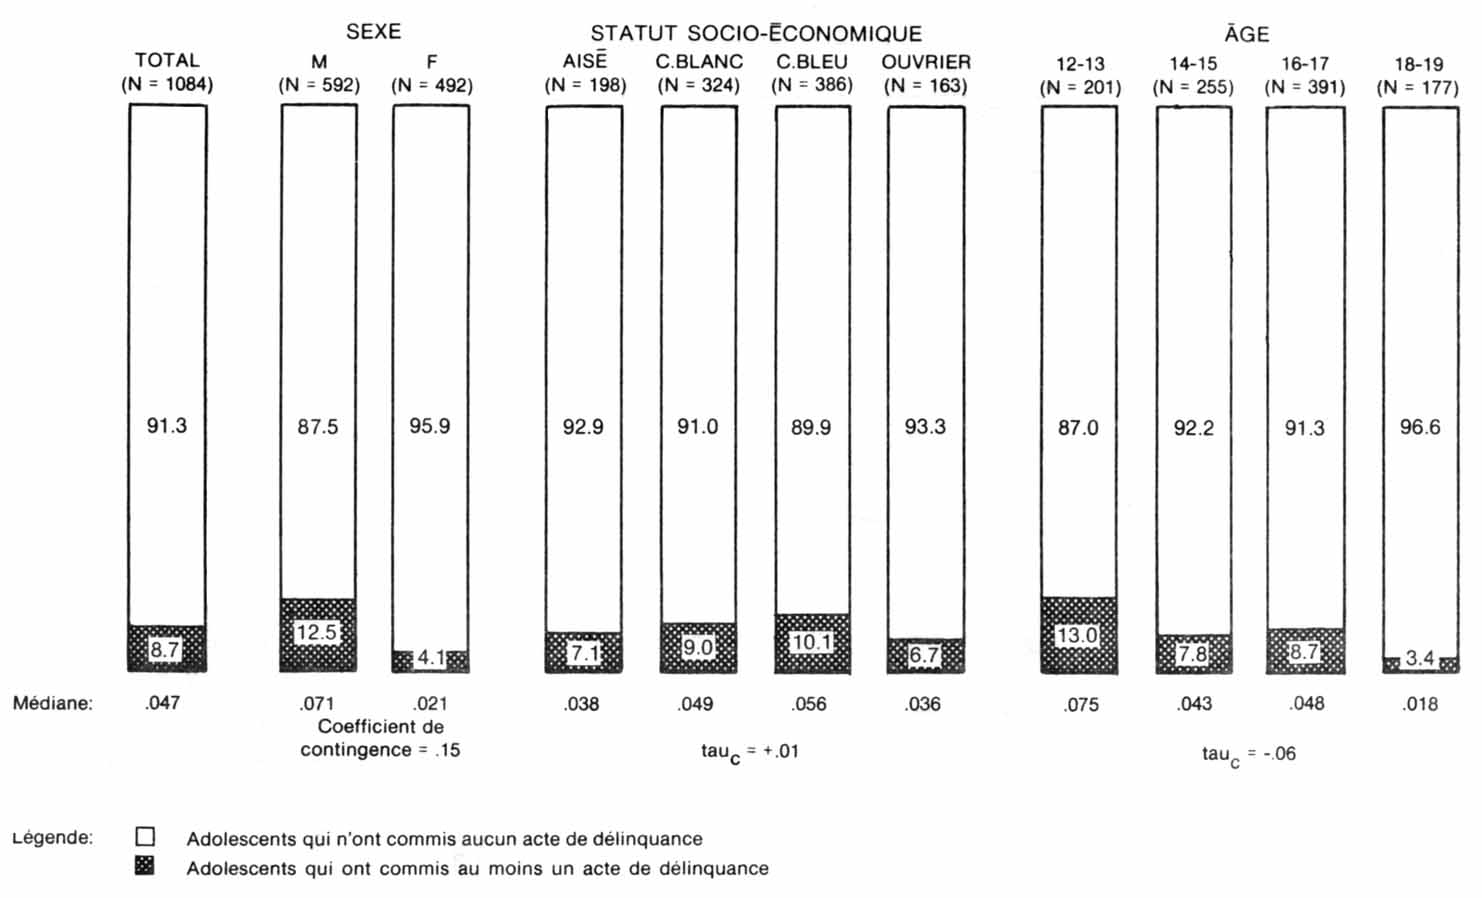 SEXE STATUT SOCIO-ĒCONOMIQUE ĀGE
TOTAL M F AISĒ C.BLANC C.BLEU OUVRIER 12-13 14-15 16-17 18-19
(N = 1084) (N = 592) (N = 492) (N = 198) (N = 324) (N = 386) (N = 163) (N = 201) (N = 255) (N = 391) (N = 177)
91.3 87.5 95.9 92.9 91.0 89.9 93.3 87.0 92.2 91.3 96.6
8.7 12.5 4.1 7.1 9.0 10.1 6.7 13.0 7.8 8.7 3.4
Médiane: .047 .071 .021 .038 .049 .056 .036 .075 .043 .048 .018
Coefficient de
contingence = .15 tauc = +.01 tauc = -.06
Légende:
Adolescents qui n'ont commis aucun acte de délinquance
Adolescents qui ont commis au moins un acte de délinquance